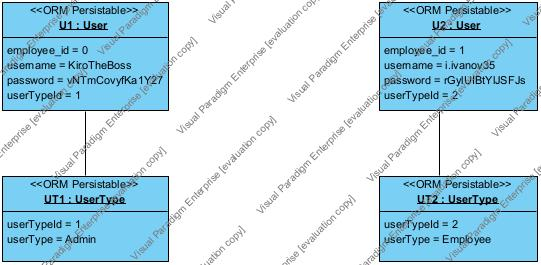 <<ORM Persistable>>
U1 : User
employee_id = 0
username = KiroTheBoss
password = vNTmCovyfKa1Y27
userTypeId = 1
<<ORM Persistable>>
U2 : User
employee_id = 1
username = i.ivanov35
userTypeId = 2
<<ORM Persistable>>
UT1 : UserType
userTypeId = 1
userType = Admin
<<ORM Persistable>>
UT2 : UserType
userTypeId = 2
userType = Employee
Visual Paradigm Enterprise [evaluation copy]